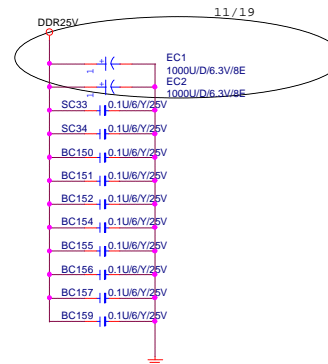 11/19
DDR25V
EC1
1 +
1000U/D/6.3V/8E
EC2
1 +
1000U/D/6.3V/8E
SC33 0.1U/6/Y/25V
SC34 0.1U/6/Y/25V
BC150 0.1U/6/Y/25V
BC151 0.1U/6/Y/25V
BC152 0.1U/6/Y/25V
BC154 0.1U/6/Y/25V
BC155 0.1U/6/Y/25V
BC156 0.1U/6/Y/25V
BC157 0.1U/6/Y/25V
BC159 0.1U/6/Y/25V